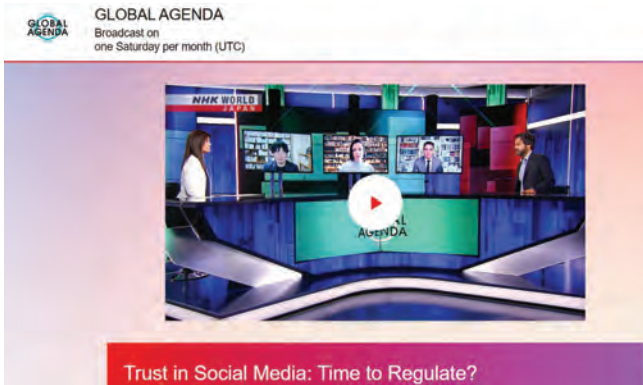 GLOBAL
AGENDA
GLOBAL AGENDA
Broadcast on
one Saturday per month (UTC)
NHK WORLD
JAPAN
AGENDA
Trust in Social Media: Time to Regulate?